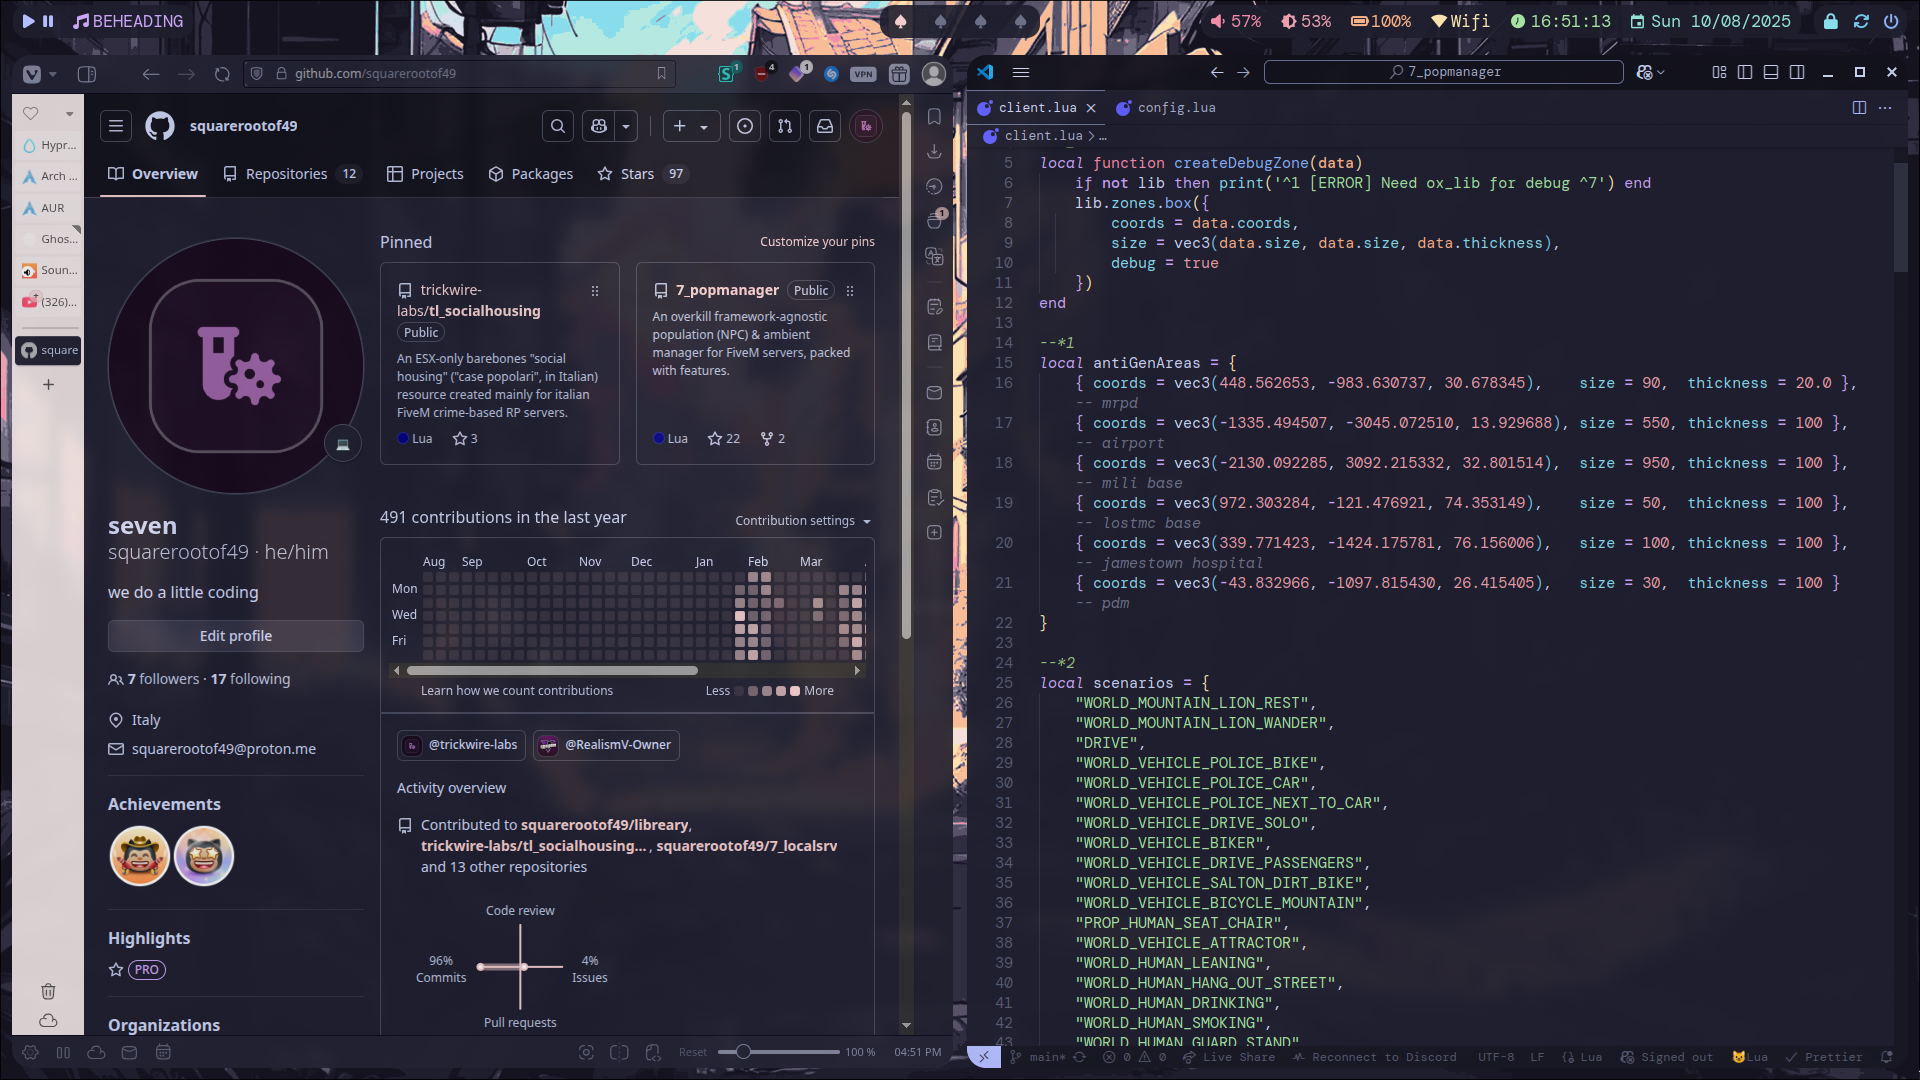 BEHEADING
57% 53% 100% Wifi 16:51:13 Sun 10/08/2025
github.com/squarerootof49
1 4 1 VPN
Hypr...
Arch ...
AUR
Ghos...
Soun...
(326)...
square
squarerootof49
Overview Repositories 12 Projects Packages Stars 97
Pinned
Customize your pins
trickwire-
labs/tl_socialhousing
Public
An ESX-only barebones "social
housing" ("case popolari", in Italian)
resource created mainly for italian
FiveM crime-based RP servers.
Lua 3
7_popmanager Public
An overkill framework-agnostic
population (NPC) & ambient
manager for FiveM servers, packed
with features.
Lua 22 2
seven
squarerootof49 · he/him
we do a little coding
Edit profile
7 followers · 17 following
Italy
squarerootof49@proton.me
Achievements
Highlights
PRO
Organizations
491 contributions in the last year
Contribution settings
Aug Sep Oct Nov Dec Jan Feb Mar
Mon
Wed
Fri
Learn how we count contributions
Less More
@trickwire-labs @RealismV-Owner
Activity overview
Contributed to squarerootof49/libreary,
trickwire-labs/tl_socialhousing... , squarerootof49/7_localsrv
and 13 other repositories
Code review
96%
Commits
4%
Issues
Pull requests
1
Reset 100 % 04:51 PM
7_popmanager
client.lua config.lua
client.lua > ...
5 local function createDebugZone(data)
6 if not lib then print('^1 [ERROR] Need ox_lib for debug ^7') end
7 lib.zones.box({
8 coords = data.coords,
9 size = vec3(data.size, data.size, data.thickness),
10 debug = true
11 })
12 end
13
14 --*1
15 local antiGenAreas = {
16 { coords = vec3(448.562653, -983.630737, 30.678345), size = 90, thickness = 20.0 },
-- mrpd
17 { coords = vec3(-1335.494507, -3045.072510, 13.929688), size = 550, thickness = 100 },
-- airport
18 { coords = vec3(-2130.092285, 3092.215332, 32.801514), size = 950, thickness = 100 },
-- mili base
19 { coords = vec3(972.303284, -121.476921, 74.353149), size = 50, thickness = 100 },
-- lostmc base
20 { coords = vec3(339.771423, -1424.175781, 76.156006), size = 100, thickness = 100 },
-- jamestown hospital
21 { coords = vec3(-43.832966, -1097.815430, 26.415405), size = 30, thickness = 100 }
-- pdm
22 }
23
24 --*2
25 local scenarios = {
26 "WORLD_MOUNTAIN_LION_REST",
27 "WORLD_MOUNTAIN_LION_WANDER",
28 "DRIVE",
29 "WORLD_VEHICLE_POLICE_BIKE",
30 "WORLD_VEHICLE_POLICE_CAR",
31 "WORLD_VEHICLE_POLICE_NEXT_TO_CAR",
32 "WORLD_VEHICLE_DRIVE_SOLO",
33 "WORLD_VEHICLE_BIKER",
34 "WORLD_VEHICLE_DRIVE_PASSENGERS",
35 "WORLD_VEHICLE_SALTON_DIRT_BIKE",
36 "WORLD_VEHICLE_BICYCLE_MOUNTAIN",
37 "PROP_HUMAN_SEAT_CHAIR",
38 "WORLD_VEHICLE_ATTRACTOR",
39 "WORLD_HUMAN_LEANING",
40 "WORLD_HUMAN_HANG_OUT_STREET",
41 "WORLD_HUMAN_DRINKING",
42 "WORLD_HUMAN_SMOKING",
43 "WORLD_HUMAN_GUARD_STAND"
main* 0 0 Live Share Reconnect to Discord UTF-8 LF {} Lua Signed out Lua Prettier